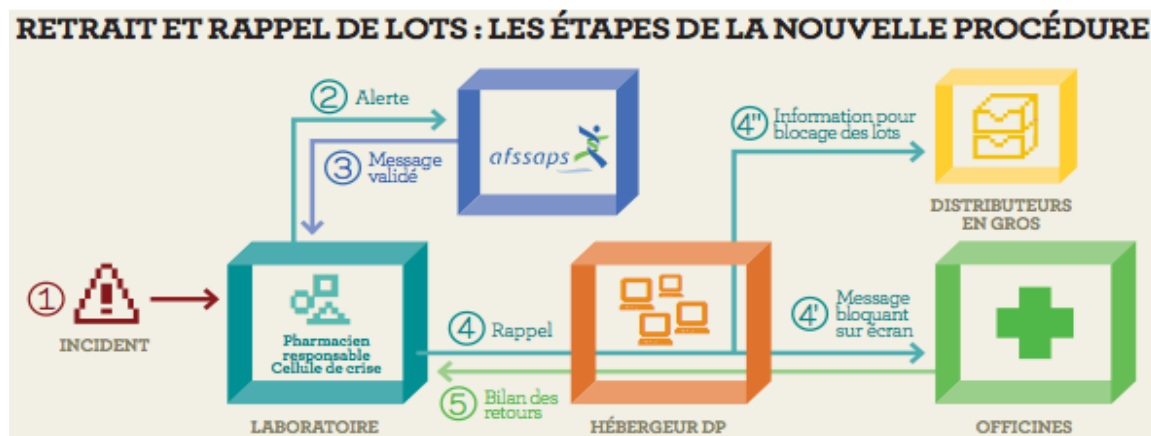 RETRAIT ET RAPPEL DE LOTS : LES ÉTAPES DE LA NOUVELLE PROCÉDURE
② Alerte
③ Message
validé
afssaps
④" Information pour
blocage des lots
DISTRIBUTEURS
EN GROS
①
INCIDENT
Pharmacien
responsable
Cellule de crise
LABORATOIRE
④ Rappel
⑤ Bilan des
retours
HÉBERGEUR DP
④' Message
bloquant
sur écran
OFFICINES